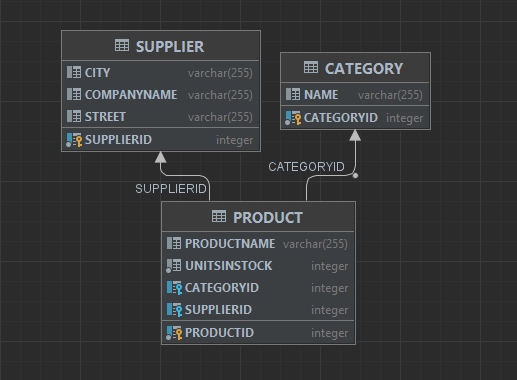 SUPPLIER
CITY varchar(255)
COMPANYNAME varchar(255)
STREET varchar(255)
SUPPLIERID integer
CATEGORY
NAME varchar(255)
CATEGORYID integer
CATEGORYID
SUPPLIERID
PRODUCT
PRODUCTNAME varchar(255)
UNITSINSTOCK integer
CATEGORYID integer
SUPPLIERID integer
PRODUCTID integer